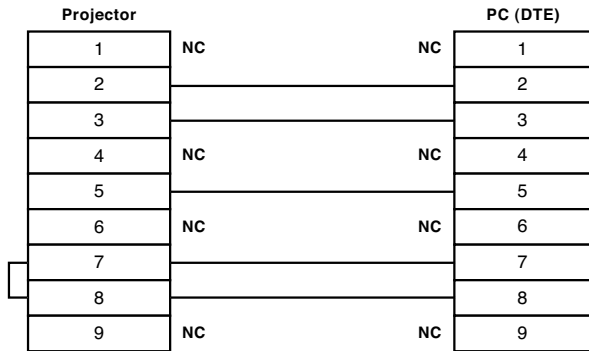 Projector PC (DTE)
1 NC NC 1
2 2
3 3
4 NC NC 4
5 5
6 NC NC 6
7 7
8 8
9 NC NC 9